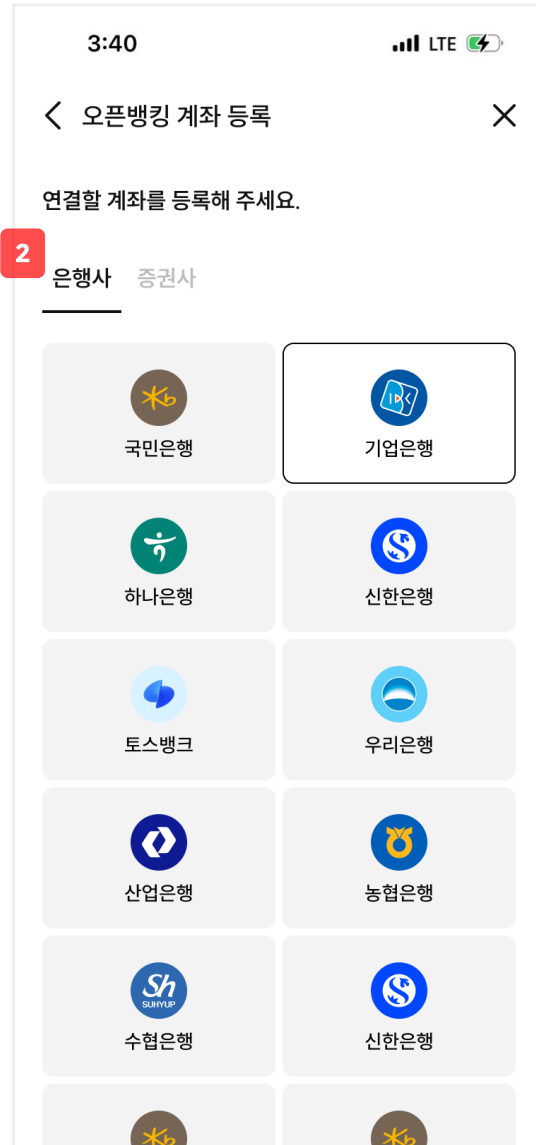 3:40 LTE
오픈뱅킹 계좌 등록
연결할 계좌를 등록해 주세요.
2
은행사 증권사
국민은행 기업은행
하나은행 신한은행
토스뱅크 우리은행
산업은행 농협은행
Sh
SUHYUP
수협은행 신한은행